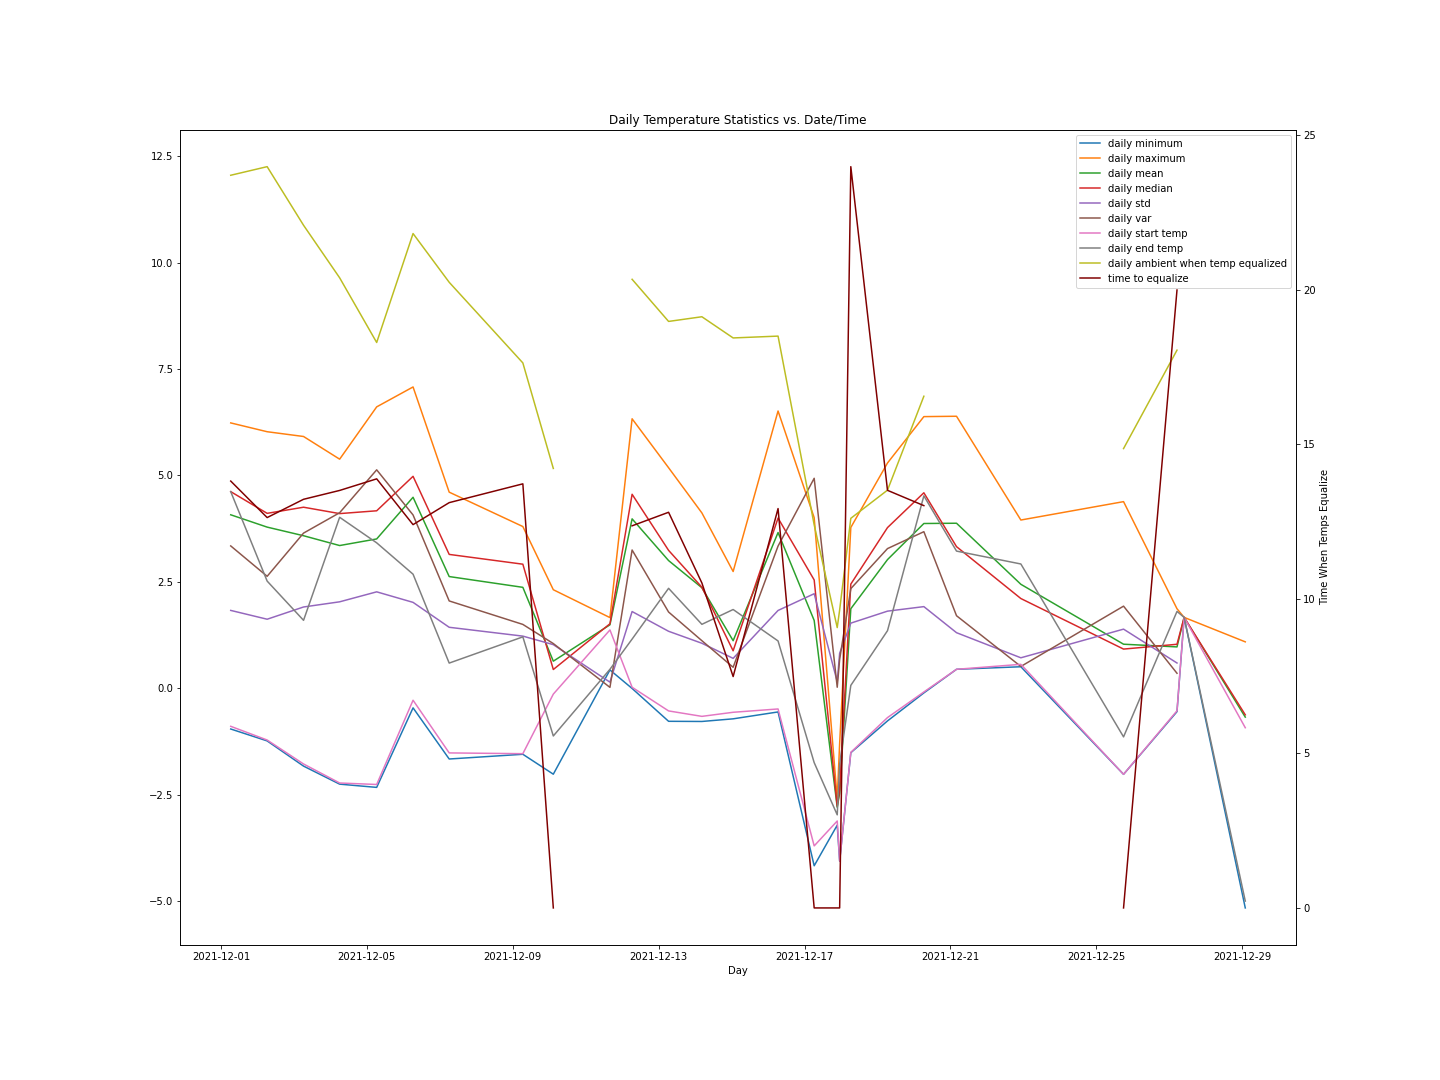 Daily Temperature Statistics vs. Date/Time
12.5
10.0
7.5
5.0
2.5
0.0
−2.5
−5.0
daily minimum
daily maximum
daily mean
daily median
daily std
daily var
daily start temp
daily end temp
daily ambient when temp equalized
time to equalize
25
20
15
10
5
0
Time When Temps Equalize
2021-12-01
2021-12-05
2021-12-09
2021-12-13
2021-12-17
2021-12-21
2021-12-25
2021-12-29
Day